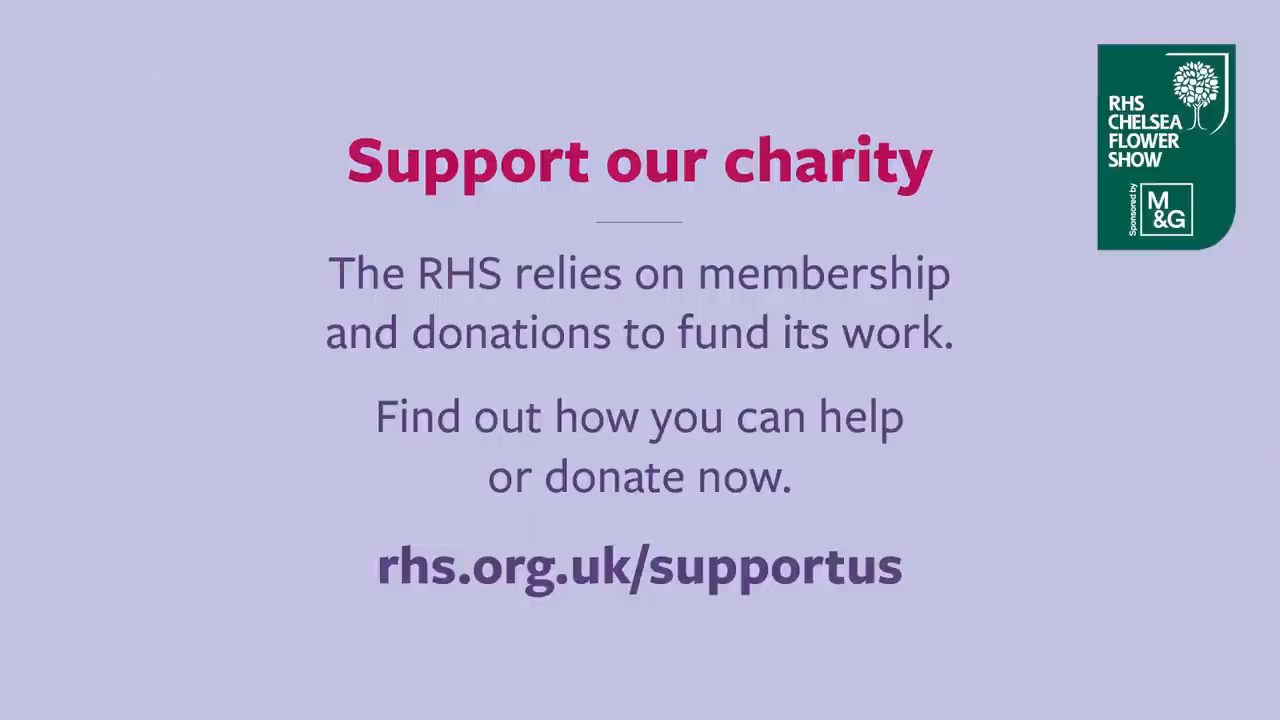 Support our charity
The RHS relies on membership
and donations to fund its work.
Find out how you can help
or donate now.
rhs.org.uk/supportus
RHS
CHELSEA
FLOWER
SHOW
Sponsored by
M
&G